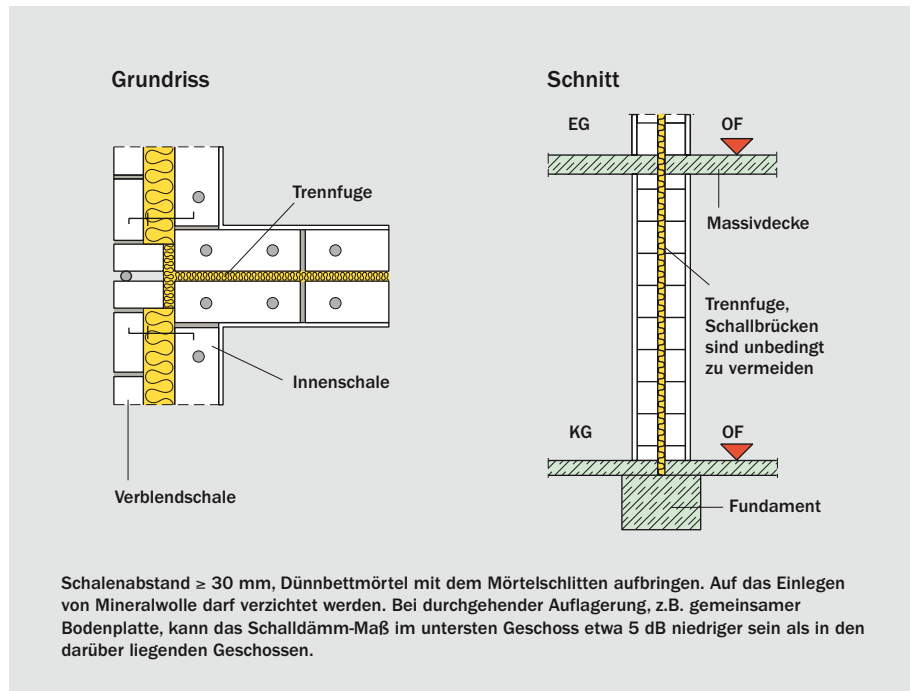 Grundriss
Trennfuge
Innenschale
Verblendschale
Schnitt
EG
OF
Massivdecke
Trennfuge,
Schallbrücken
sind unbedingt
zu vermeiden
KG
OF
Fundament
Schalenabstand ≥ 30 mm, Dünnbettmörtel mit dem Mörtelschlitten aufbringen. Auf das Einlegen
von Mineralwolle darf verzichtet werden. Bei durchgehender Auflagerung, z.B. gemeinsamer
Bodenplatte, kann das Schalldämm-Maß im untersten Geschoss etwa 5 dB niedriger sein als in den
darüber liegenden Geschossen.